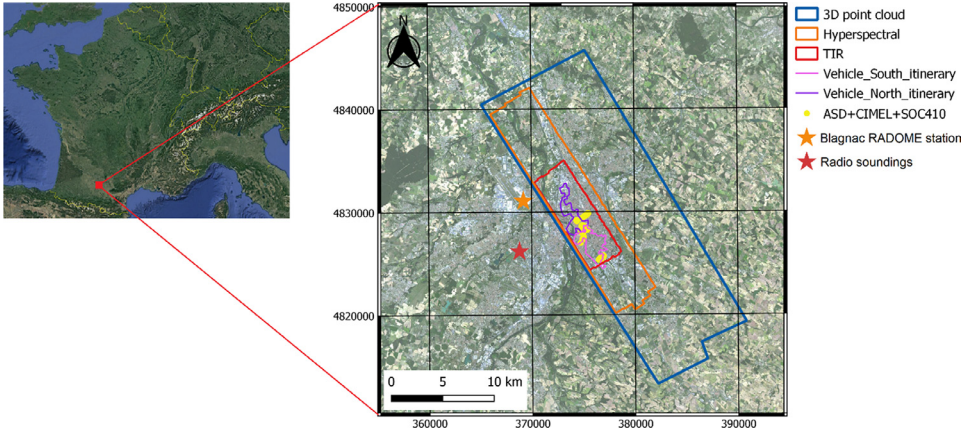 4850000
4840000
4830000
4820000
N
0 5 10 km
360000 370000 380000 390000
3D point cloud
Hyperspectral
TIR
Vehicle_South_itinerary
Vehicle_North_itinerary
ASD+CIMEL+SOC410
Blagnac RADOME station
Radio soundings